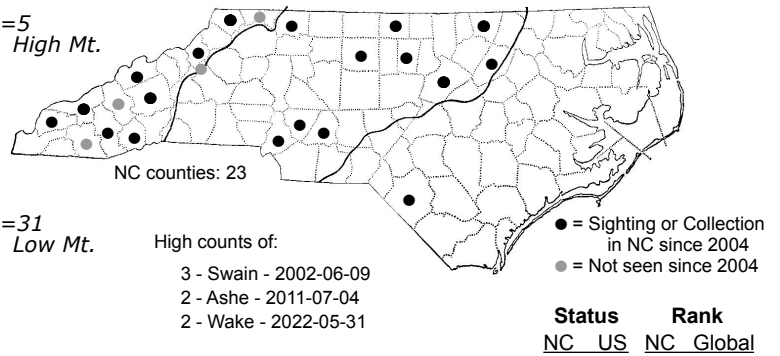 =5
High Mt.
NC counties: 23
=31
Low Mt.
High counts of:
3 - Swain - 2002-06-09
2 - Ashe - 2011-07-04
2 - Wake - 2022-05-31
= Sighting or Collection
in NC since 2004
= Not seen since 2004
Status Rank
NC US NC Global